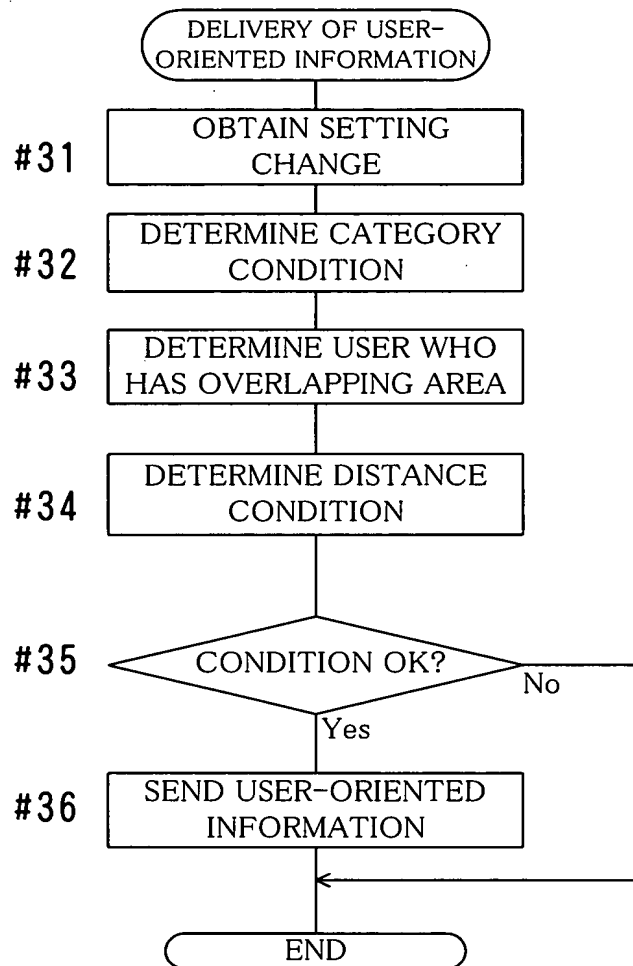 DELIVERY OF USER-
ORIENTED INFORMATION
#31
OBTAIN SETTING
CHANGE
#32
DETERMINE CATEGORY
CONDITION
#33
DETERMINE USER WHO
HAS OVERLAPPING AREA
#34
DETERMINE DISTANCE
CONDITION
#35
CONDITION OK?
No
Yes
#36
SEND USER-ORIENTED
INFORMATION
END